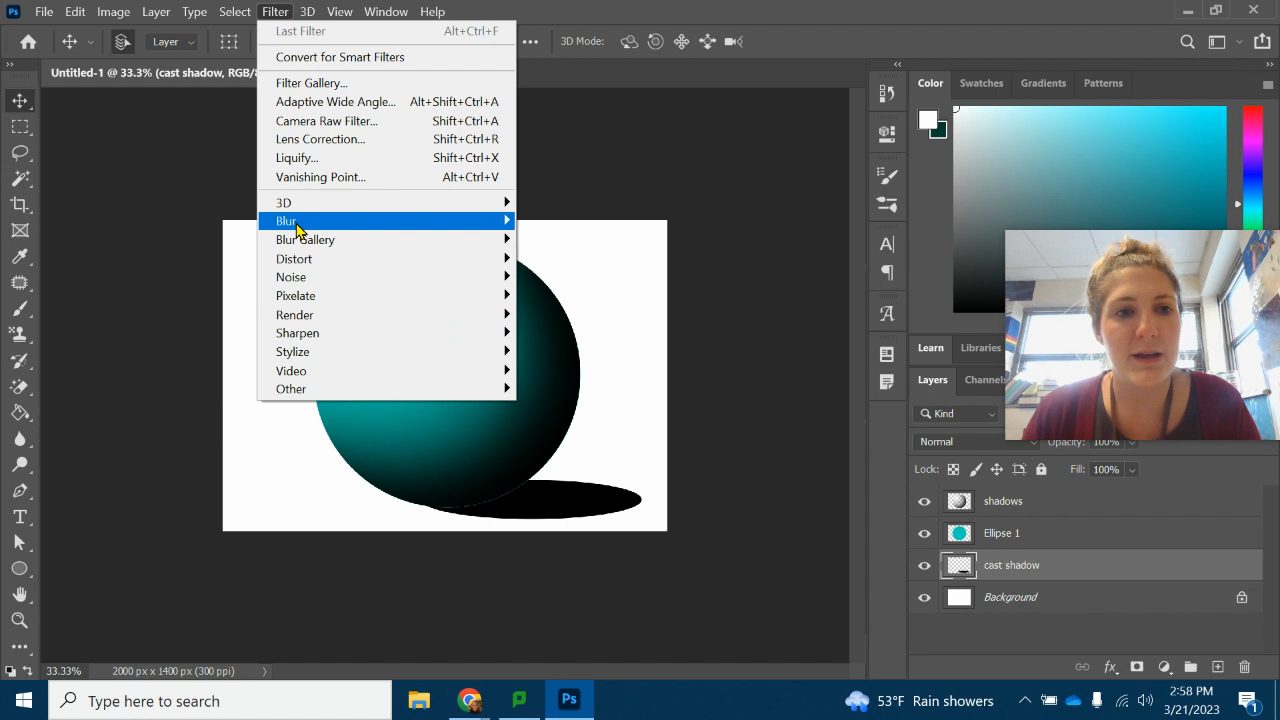 Ps File Edit Image Layer Type Select Filter 3D View Window Help
Layer
3D Mode:
Untitled-1 @ 33.3% (cast shadow, RGB/8
Last Filter Alt+Ctrl+F
Convert for Smart Filters
Filter Gallery...
Adaptive Wide Angle... Alt+Shift+Ctrl+A
Camera Raw Filter... Shift+Ctrl+A
Lens Correction... Shift+Ctrl+R
Liquify... Shift+Ctrl+X
Vanishing Point... Alt+Ctrl+V
3D
Blur
Blur Gallery
Distort
Noise
Pixelate
Render
Sharpen
Stylize
Video
Other
Color Swatches Gradients Patterns
Learn Libraries
Layers Channels
Kind
Normal Opacity: 100%
Lock: Fill: 100%
shadows
Ellipse 1
cast shadow
Background
33.33% 2000 px x 1400 px (300 ppi)
Type here to search
Ps
53°F Rain showers
2:58 PM
3/21/2023
1